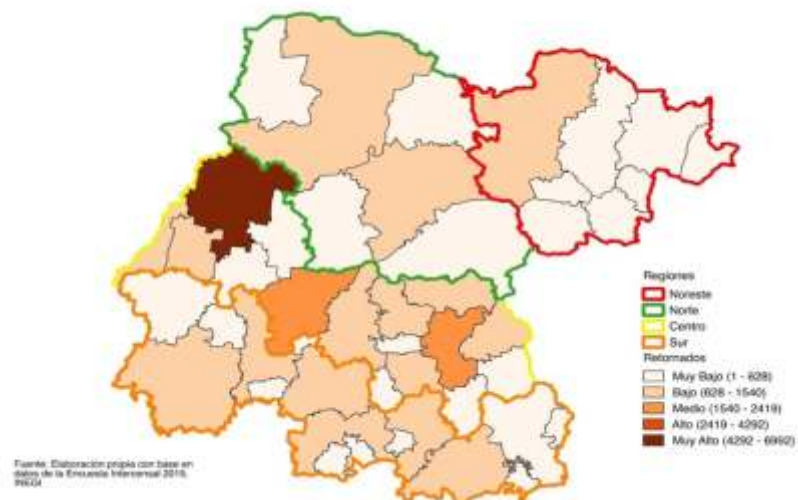 Regiones
Noreste
Norte
Centro
Sur
Retornados
Muy Bajo (1 - 628)
Bajo (628 - 1540)
Medio (1540 - 2419)
Alto (2419 - 4292)
Muy Alto (4292 - 6992)
Fuente: Elaboración propia con base en
datos de la Encuesta Intercensal 2015,
INEGI